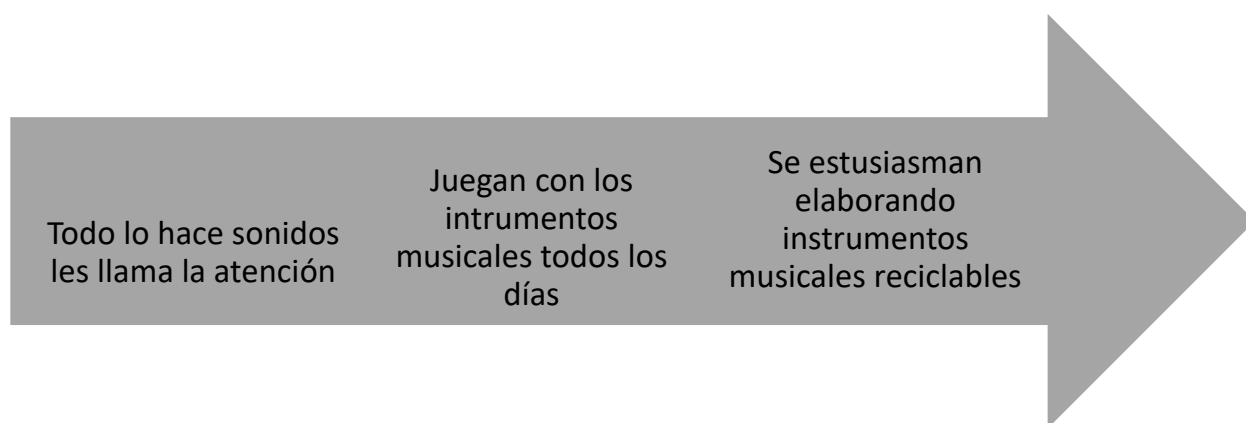 Todo lo hace sonidos
les llama la atención
Juegan con los
intrumentos
musicales todos los
días
Se estusiasman
elaborando
instrumentos
musicales reciclables